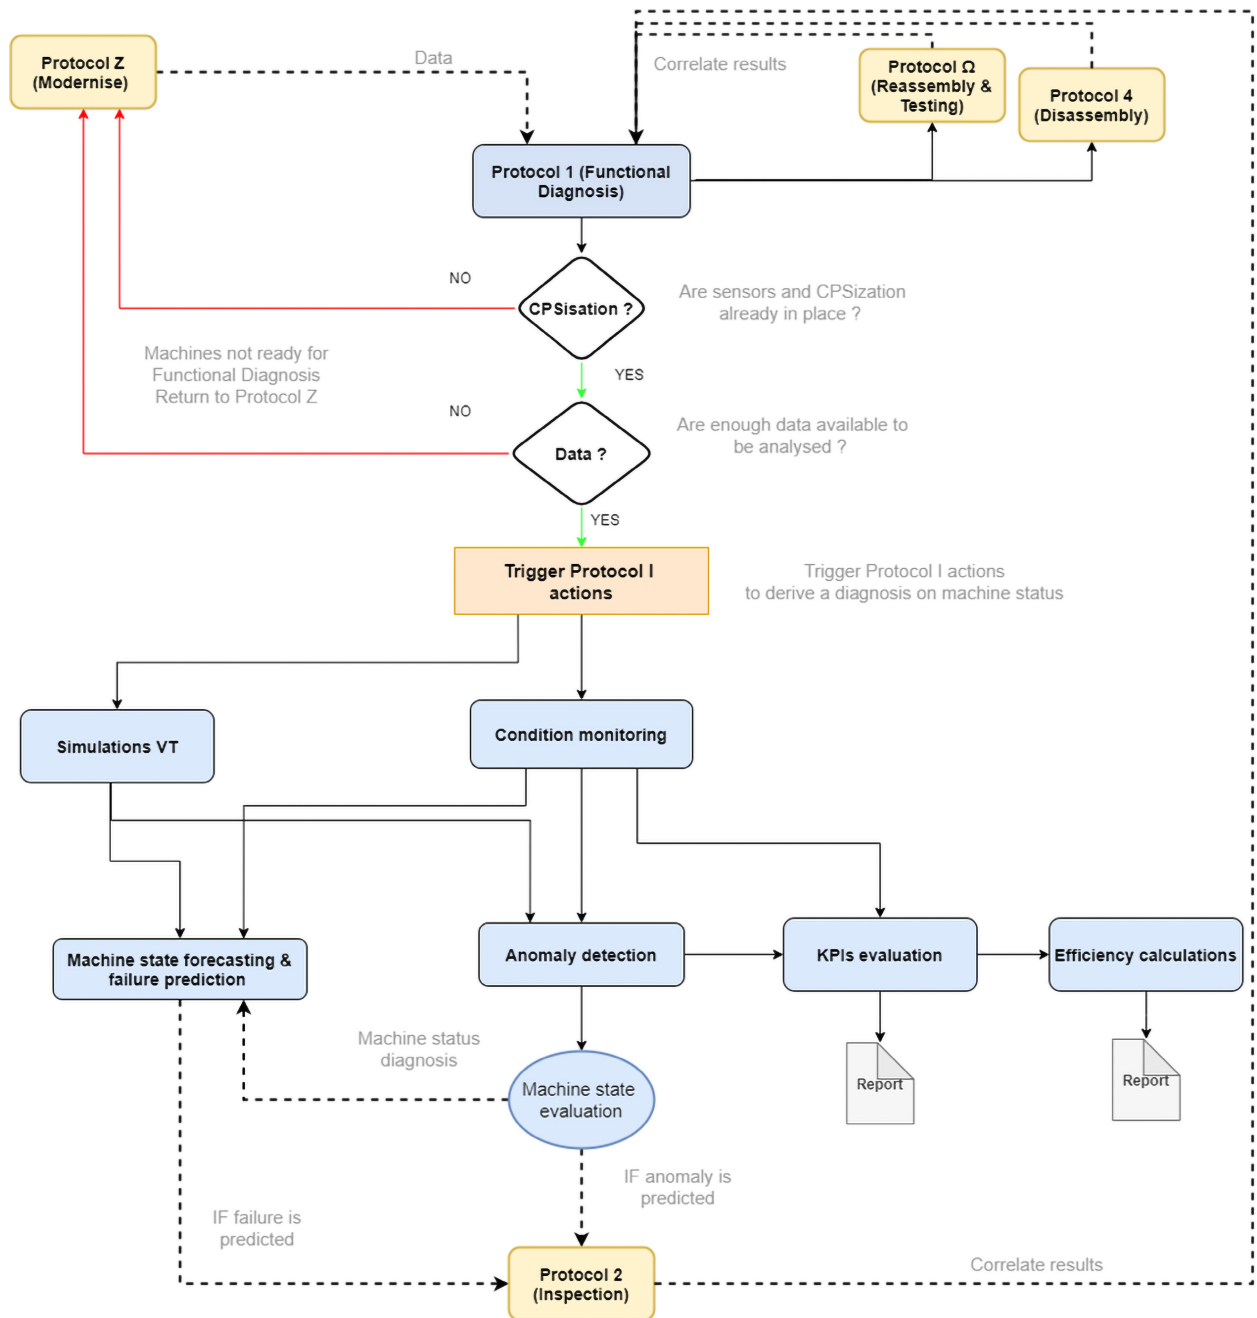 Protocol Z
(Modernise)
Data
Correlate results
Protocol Ω
(Reassembly &
Testing)
Protocol 4
(Disassembly)
Protocol 1 (Functional
Diagnosis)
NO
CPSisation ?
Are sensors and CPSization
already in place ?
Machines not ready for
Functional Diagnosis
Return to Protocol Z
YES
NO
Data ?
Are enough data available to
be analysed ?
YES
Trigger Protocol I
actions
Trigger Protocol I actions
to derive a diagnosis on machine status
Simulations VT
Condition monitoring
Machine state forecasting &
failure prediction
Anomaly detection
KPIs evaluation
Efficiency calculations
Machine status
diagnosis
Machine state
evaluation
Report
Report
IF anomaly is
predicted
IF failure is
predicted
Protocol 2
(Inspection)
Correlate results